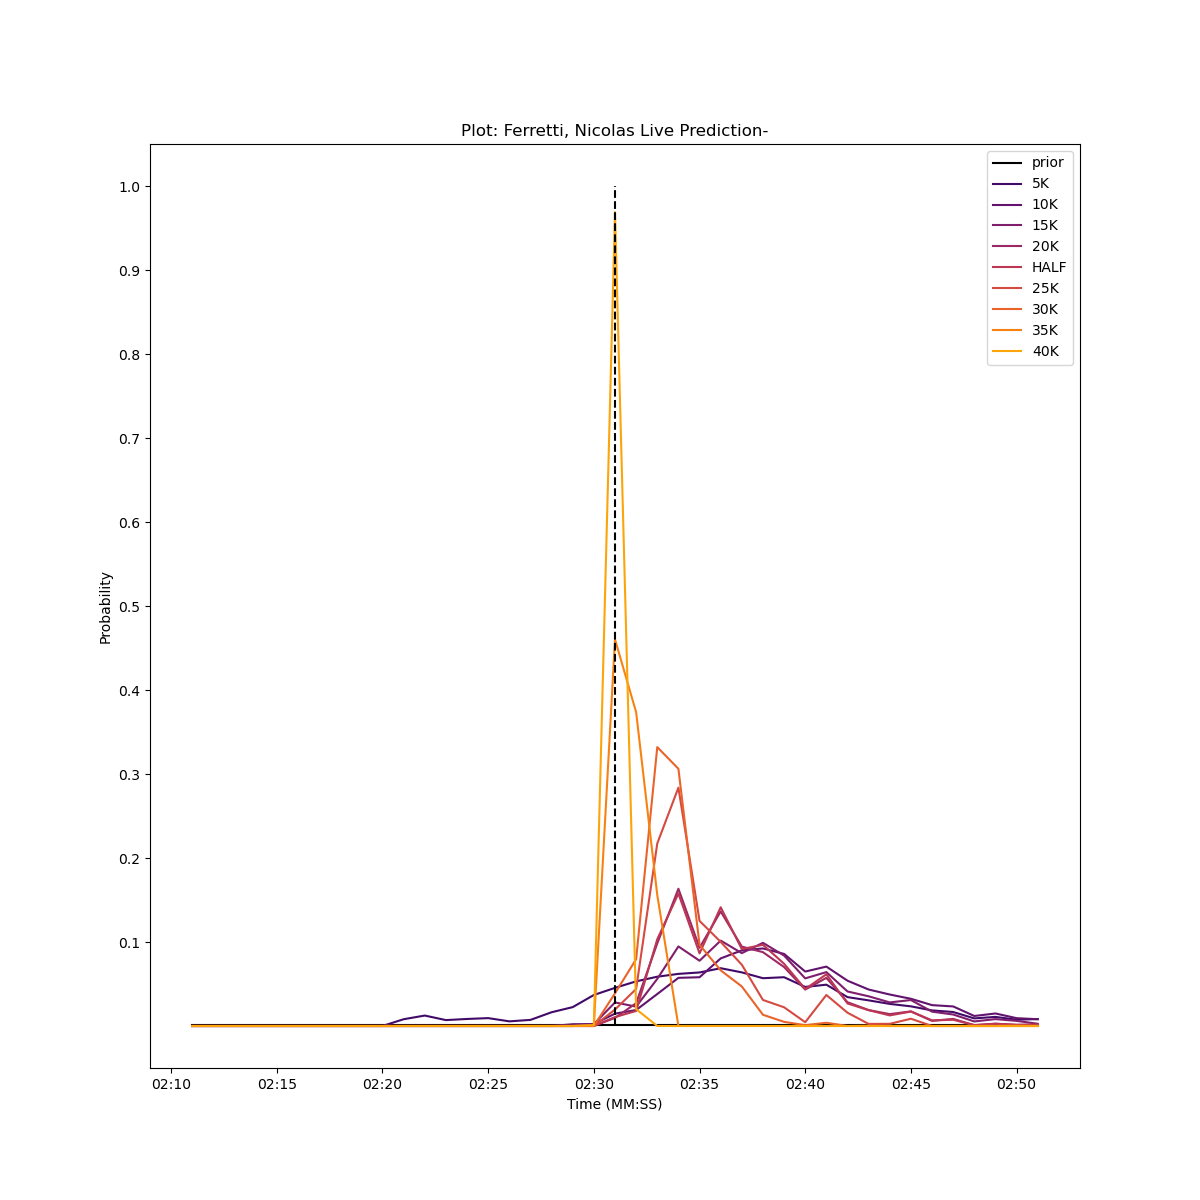 Plot: Ferretti, Nicolas Live Prediction-
prior
5K
10K
15K
20K
HALF
25K
30K
35K
40K
1.0
0.9
0.8
0.7
0.6
0.5
0.4
0.3
0.2
0.1
Probability
02:10 02:15 02:20 02:25 02:30 02:35 02:40 02:45 02:50
Time (MM:SS)